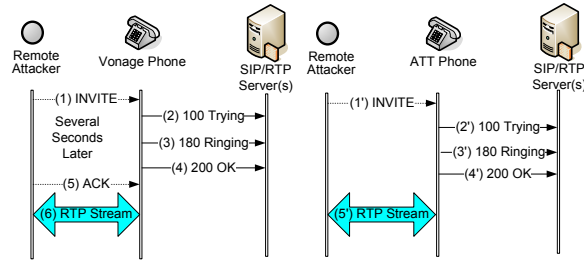 Remote
Attacker
Vonage Phone
SIP/RTP
Server(s)
(1) INVITE
Several
Seconds
Later
(2) 100 Trying
(3) 180 Ringing
(4) 200 OK
(5) ACK
(6) RTP Stream
Remote
Attacker
ATT Phone
SIP/RTP
Server(s)
(1') INVITE
(2') 100 Trying
(3') 180 Ringing
(4') 200 OK
(5') RTP Stream